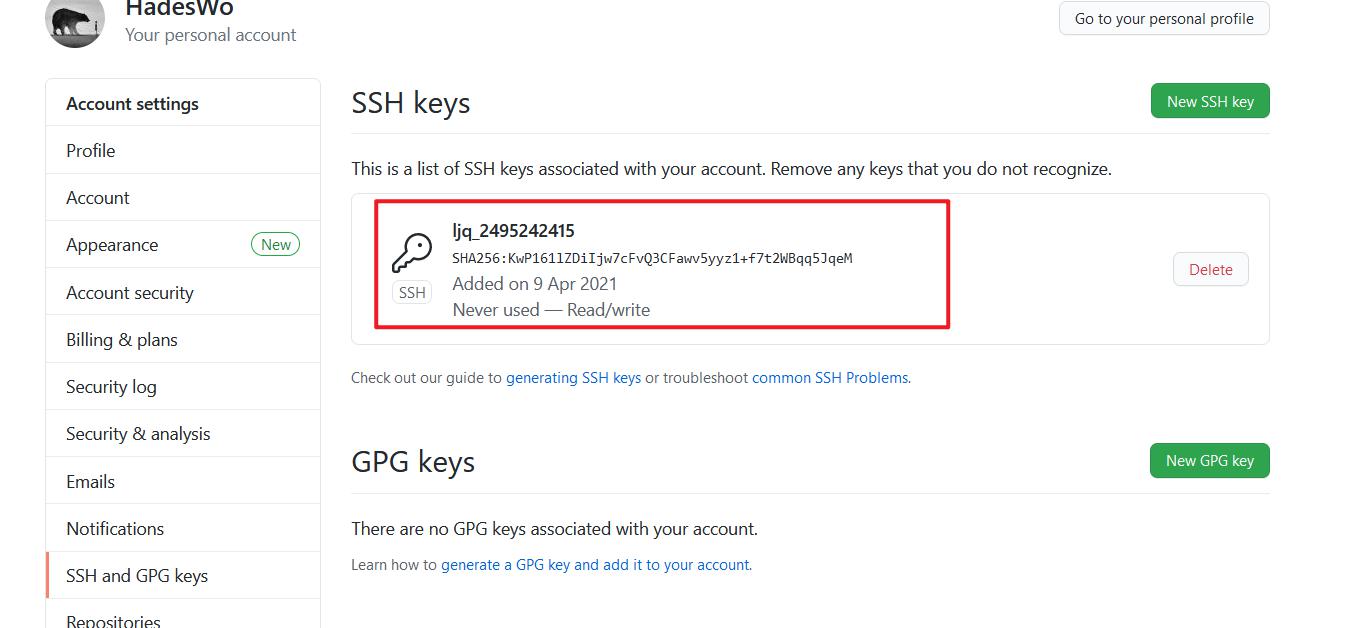 HadesWo
Your personal account
Go to your personal profile
Account settings
Profile
Account
Appearance New
Account security
Billing & plans
Security log
Security & analysis
Emails
Notifications
SSH and GPG keys
Repositories
SSH keys
New SSH key
This is a list of SSH keys associated with your account. Remove any keys that you do not recognize.
ljq_2495242415
SHA256:KwP161lZDiIjw7cFvQ3CFawv5yyz1+f7t2WBqq5JqeM
Added on 9 Apr 2021
Never used — Read/write
SSH
Delete
Check out our guide to generating SSH keys or troubleshoot common SSH Problems.
GPG keys
New GPG key
There are no GPG keys associated with your account.
Learn how to generate a GPG key and add it to your account.